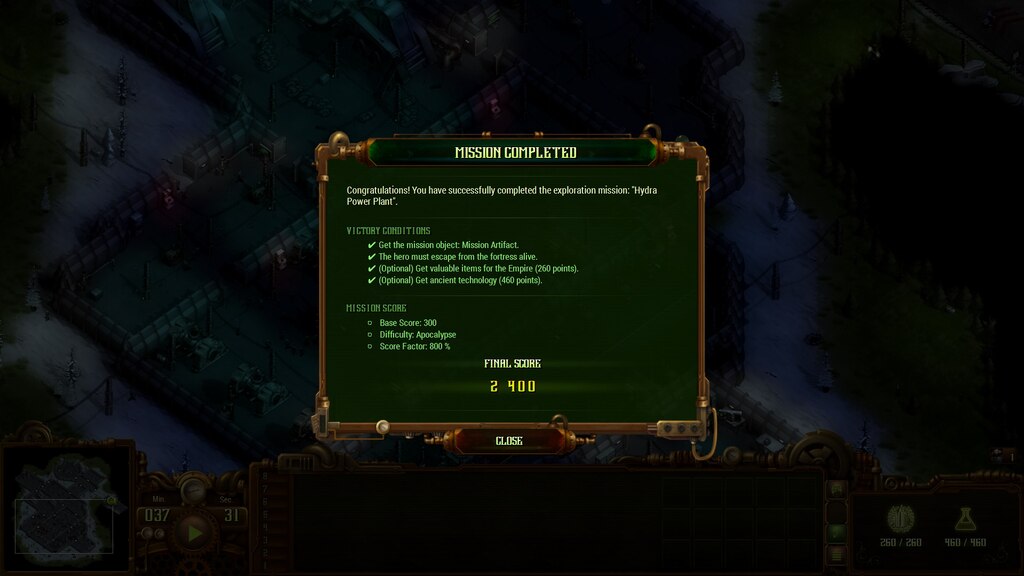 MISSION COMPLETED
Congratulations! You have successfully completed the exploration mission: "Hydra
Power Plant".
VICTORY CONDITIONS
✔ Get the mission object: Mission Artifact.
✔ The hero must escape from the fortress alive.
✔ (Optional) Get valuable items for the Empire (260 points).
✔ (Optional) Get ancient technology (460 points).
MISSION SCORE
Base Score: 300
Difficulty: Apocalypse
Score Factor: 800 %
FINAL SCORE
2 400
CLOSE
Min Sec
037 31
260 / 260 460 / 460